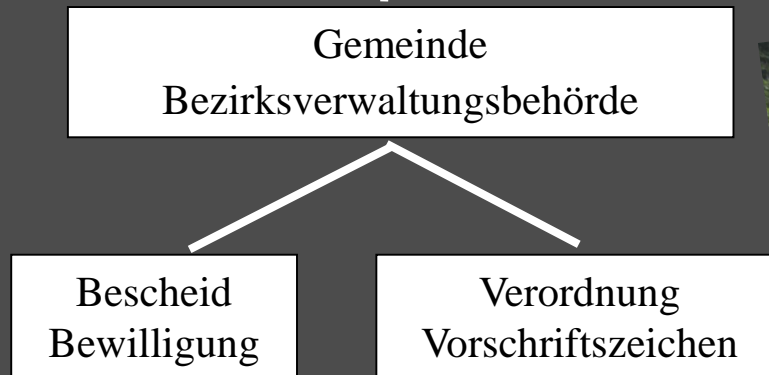 Gemeinde
Bezirksverwaltungsbehörde
Bescheid
Bewilligung
Verordnung
Vorschriftszeichen